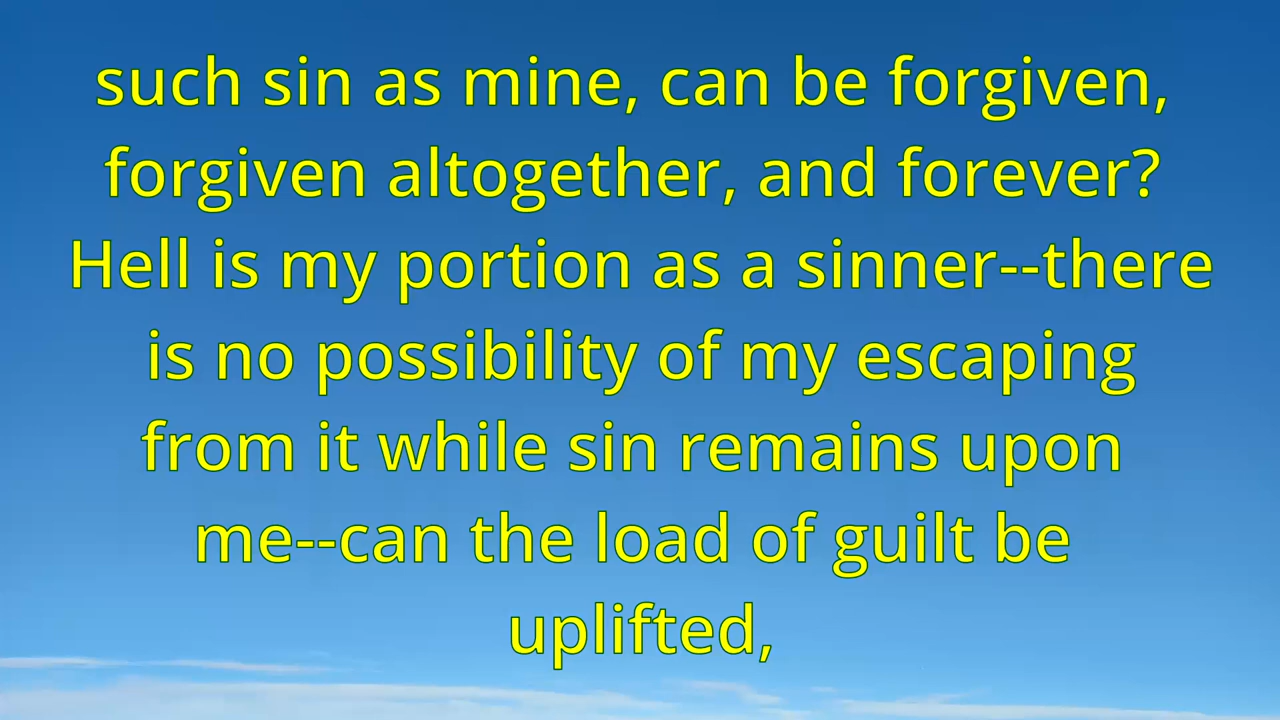 such sin as mine, can be forgiven,
forgiven altogether, and forever?
Hell is my portion as a sinner--there
is no possibility of my escaping
from it while sin remains upon
me--can the load of guilt be
uplifted,